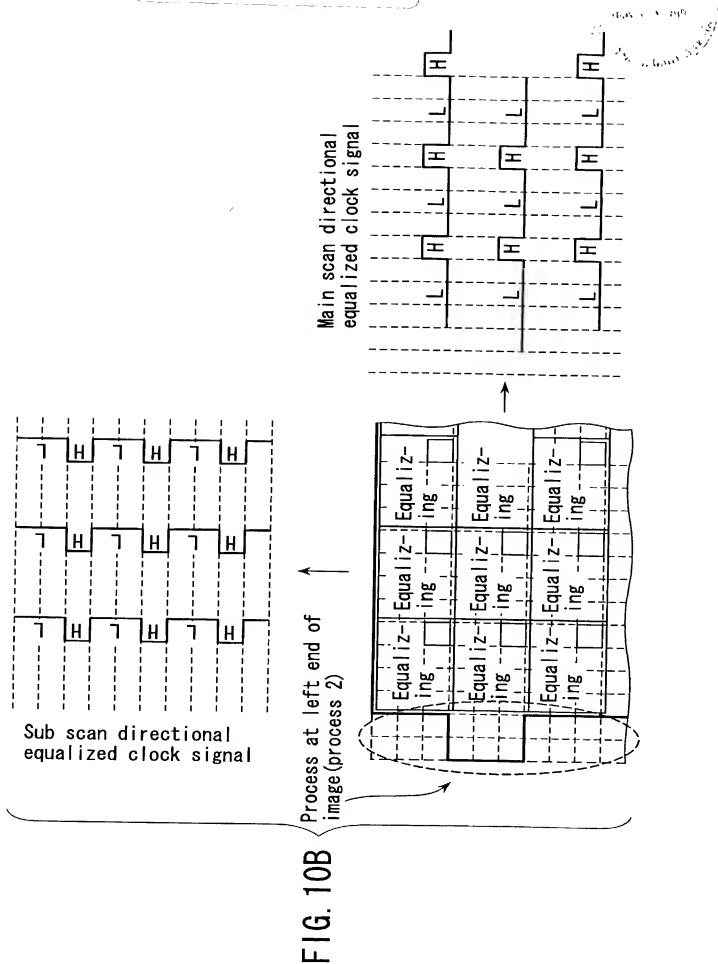 FIG. 10B
Process at left end of
image(process 2)
Sub scan directional
equalized clock signal
L H L H L H
L H L H L H
L H L H L H
Main scan directional
equalized clock signal
L H L H L H
L H L H L
L H L H L H
Equaliz-
ing
Equaliz-
ing
Equaliz-
ing
Equaliz-
ing
Equaliz-
ing
Equaliz-
ing
Equaliz-
ing
Equaliz-
ing
Equaliz-
ing